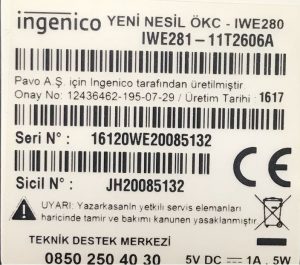 ingenico YENİ NESİL ÖKC - IWE280
IWE281-11T2606A
Pavo A.Ş. için Ingenico tarafından üretilmiştir
Onay No: 12436462-195-07-29 / Üretim Tarihi : 1617
Seri N° : 16120WE20085132
CE
Sicil N° : JH20085132
UYARI: Yazarkasanın yetkili servis elemanları
haricinde tamir ve bakımı kanunen yasaklanmıştır.
TEKNİK DESTEK MERKEZİ
0850 250 40 30 5V DC 1A . 5W